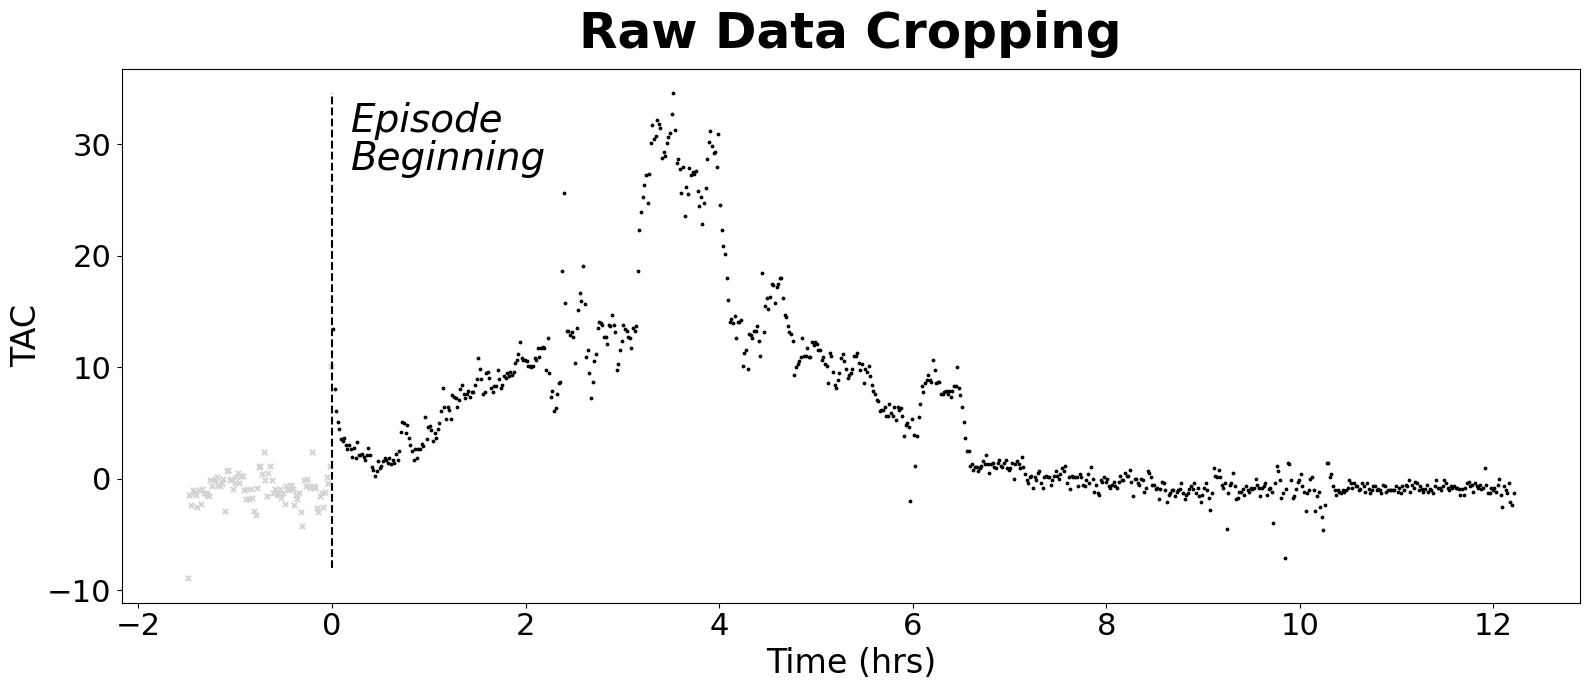 Raw Data Cropping
Episode
Beginning
TAC
30
20
10
0
−10
−2 0 2 4 6 8 10 12
Time (hrs)